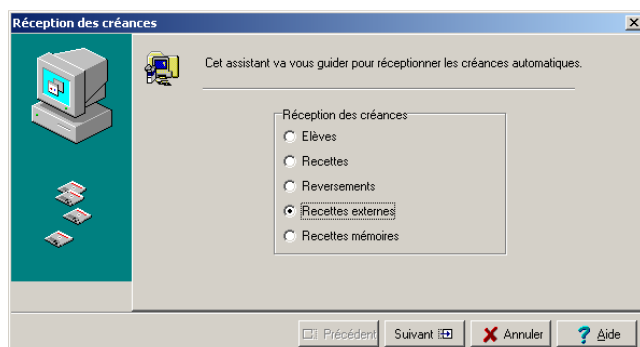 Réception des créances
Cet assistant va vous guider pour réceptionner les créances automatiques.
Réception des créances
Elèves
Recettes
Reversements
Recettes externes
Recettes mémoires
Précédent
Suivant
Annuler
Aide